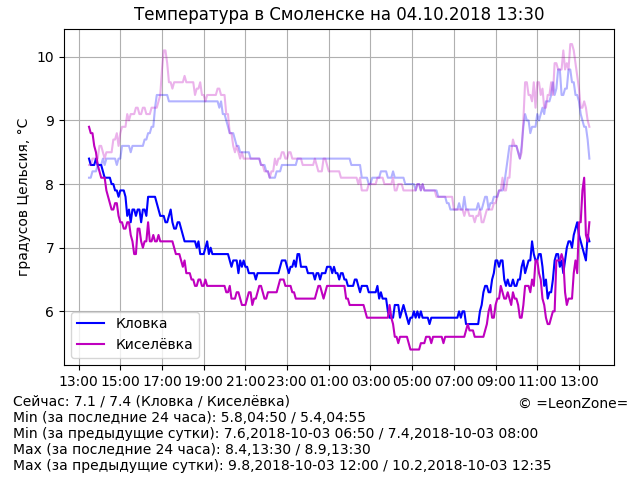 Температура в Смоленске на 04.10.2018 13:30
градусов Цельсия, °C
10
9
8
7
6
Кловка
Киселёвка
13:00 15:00 17:00 19:00 21:00 23:00 01:00 03:00 05:00 07:00 09:00 11:00 13:00
Сейчас: 7.1 / 7.4 (Кловка / Киселёвка)
© =LeonZone=
Min (за последние 24 часа): 5.8,04:50 / 5.4,04:55
Min (за предыдущие сутки): 7.6,2018-10-03 06:50 / 7.4,2018-10-03 08:00
Max (за последние 24 часа): 8.4,13:30 / 8.9,13:30
Max (за предыдущие сутки): 9.8,2018-10-03 12:00 / 10.2,2018-10-03 12:35